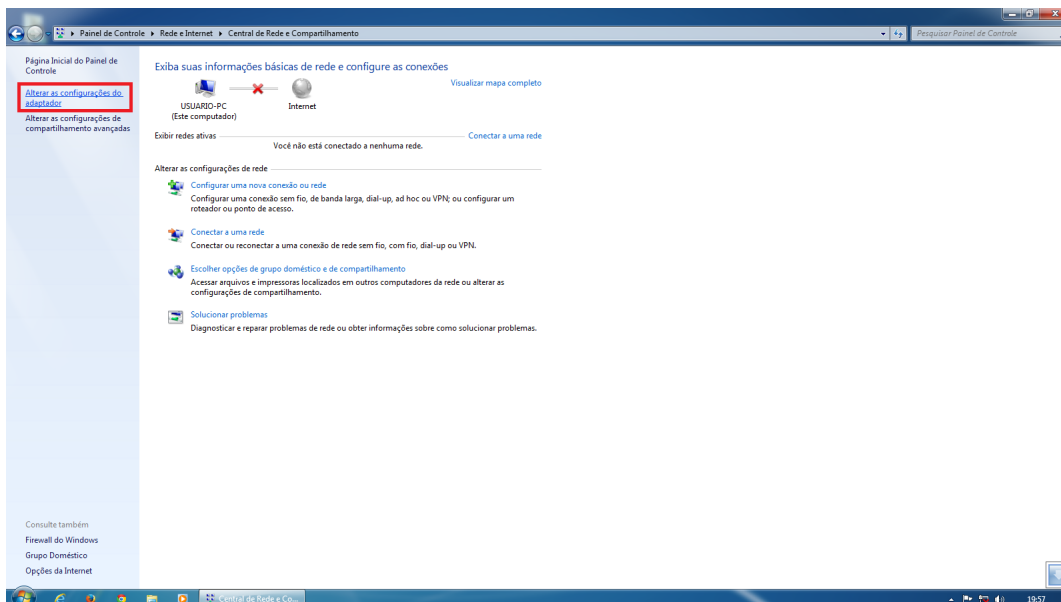 Painel de Controle ▸ Rede e Internet ▸ Central de Rede e Compartilhamento
Pesquisar Painel de Controle
Página Inicial do Painel de
Controle
Alterar as configurações do
adaptador
Alterar as configurações de
compartilhamento avançadas
Exiba suas informações básicas de rede e configure as conexões
Visualizar mapa completo
USUARIO-PC
(Este computador)
Internet
Exibir redes ativas
Conectar a uma rede
Você não está conectado a nenhuma rede.
Alterar as configurações de rede
Configurar uma nova conexão ou rede
Configurar uma conexão sem fio, de banda larga, dial-up, ad hoc ou VPN; ou configurar um
roteador ou ponto de acesso.
Conectar a uma rede
Conectar ou reconectar a uma conexão de rede sem fio, com fio, dial-up ou VPN.
Escolher opções de grupo doméstico e de compartilhamento
Acessar arquivos e impressoras localizados em outros computadores da rede ou alterar as
configurações de compartilhamento.
Solucionar problemas
Diagnosticar e reparar problemas de rede ou obter informações sobre como solucionar problemas.
Consulte também
Firewall do Windows
Grupo Doméstico
Opções da Internet
Central de Rede e Co...
19:57